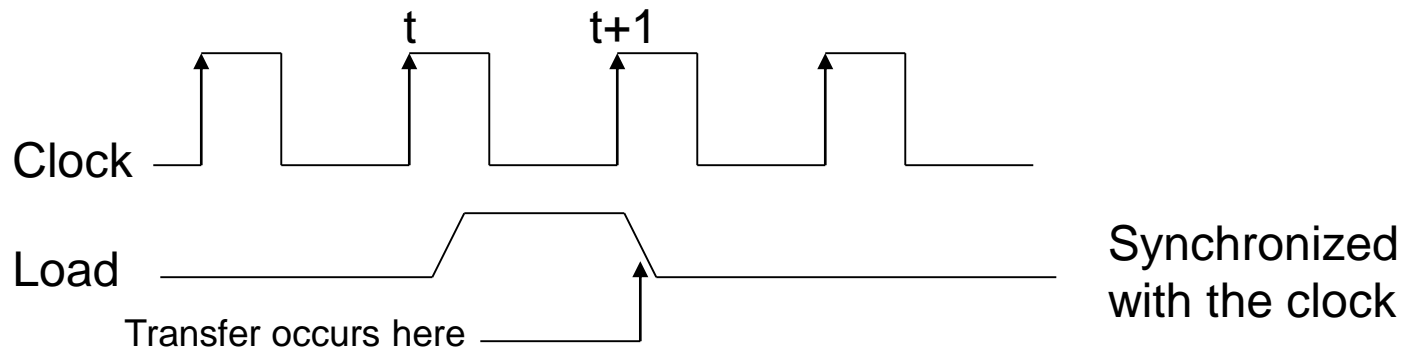 t
t+1
Clock
Load
Synchronized
with the clock
Transfer occurs here